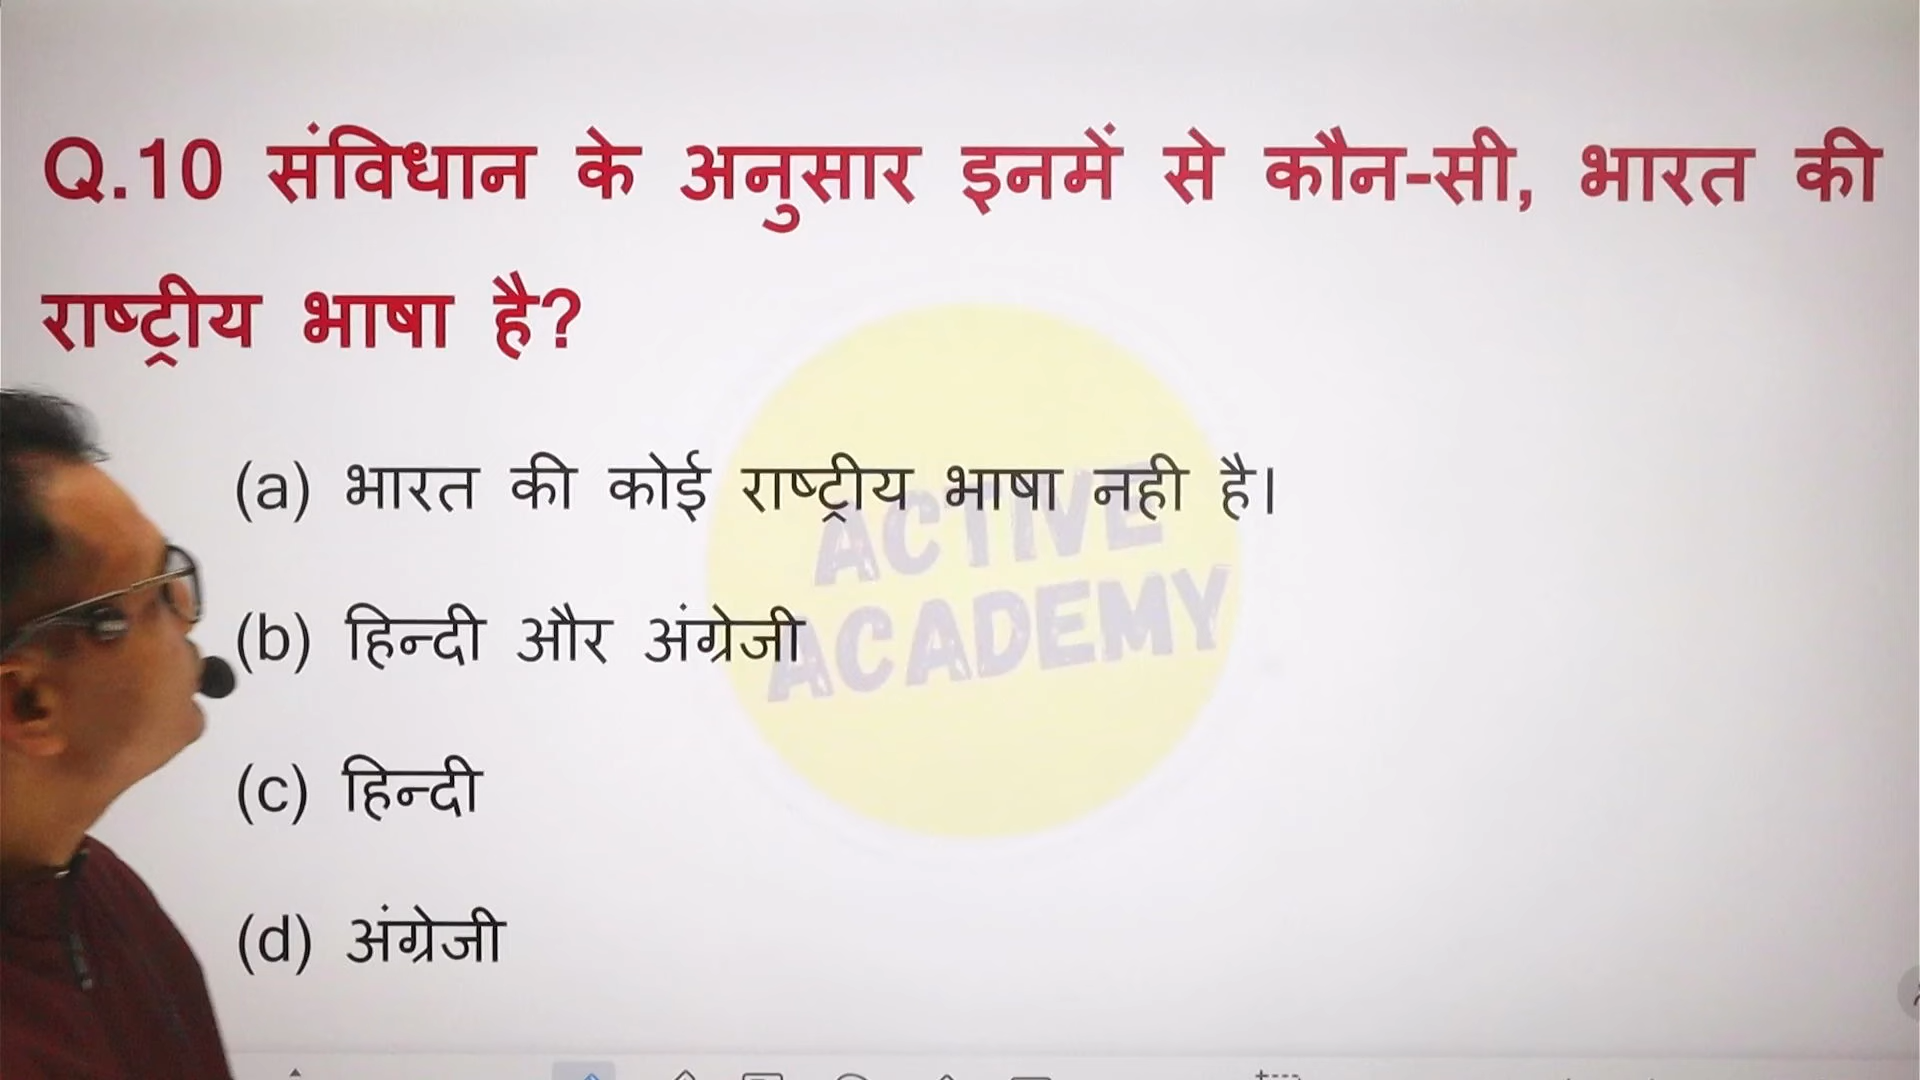 Q.10 संविधान के अनुसार इनमें से कौन-सी, भारत की
राष्ट्रीय भाषा है?
(a) भारत की कोई राष्ट्रीय भाषा नही है।
(b) हिन्दी और अंग्रेजी
(c) हिन्दी
(d) अंग्रेजी
ACTIVE
ACADEMY